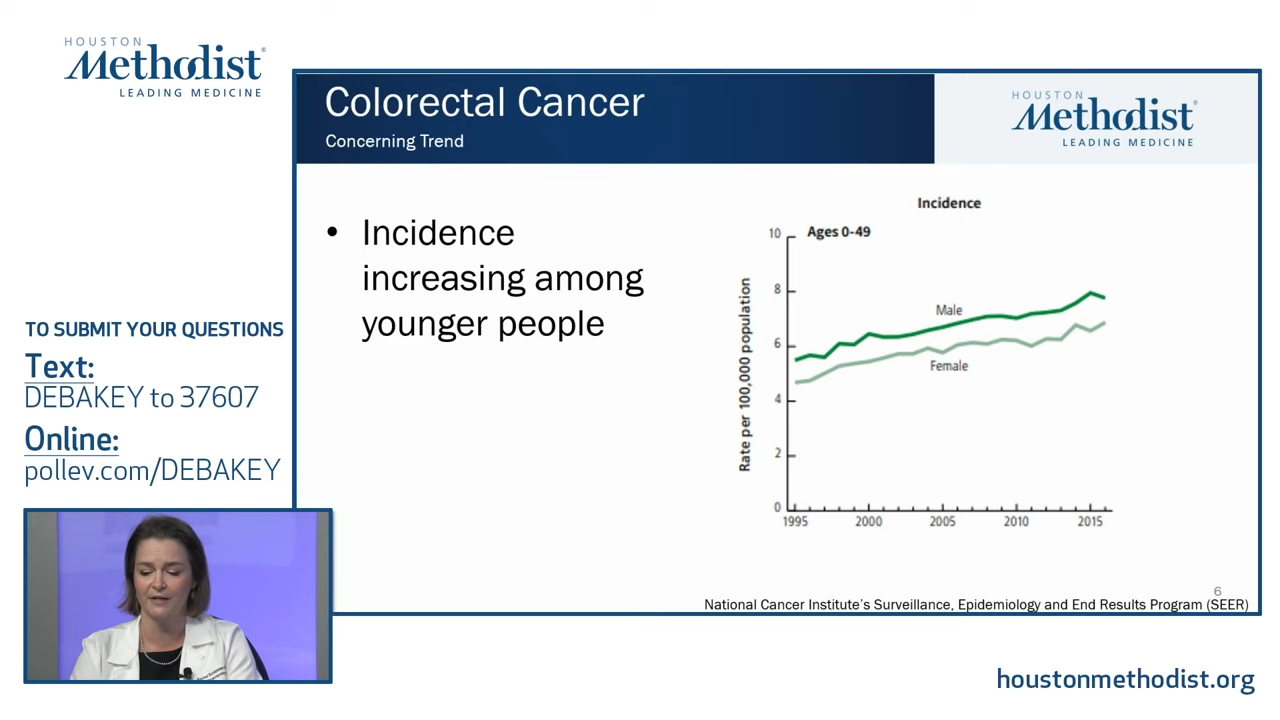 HOUSTON
Methodist®
LEADING MEDICINE
Colorectal Cancer
Concerning Trend
HOUSTON
Methodist®
LEADING MEDICINE
• Incidence
increasing among
younger people
Incidence
Ages 0-49
Rate per 100,000 population
10
8
6
4
2
0
Male
Female
1995 2000 2005 2010 2015
6
National Cancer Institute's Surveillance, Epidemiology and End Results Program (SEER)
TO SUBMIT YOUR QUESTIONS
Text:
DEBAKEY to 37607
Online:
pollev.com/DEBAKEY
houstonmethodist.org